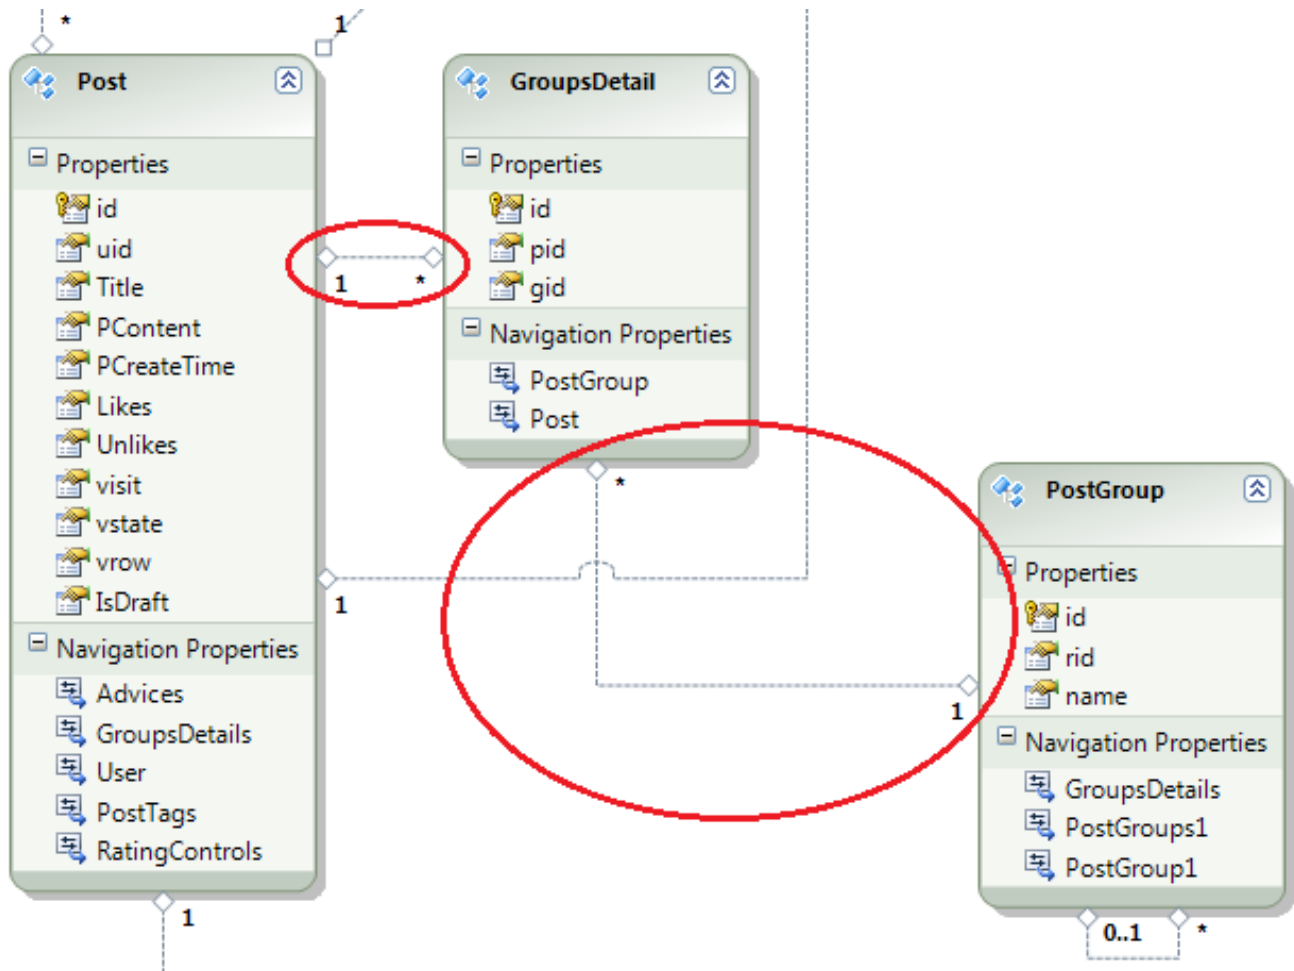 *
1
Post
Properties
id
uid
Title
PContent
PCreateTime
Likes
Unlikes
visit
vstate
vrow
IsDraft
Navigation Properties
Advices
GroupsDetails
User
PostTags
RatingControls
1
1
*
1
GroupsDetail
Properties
id
pid
gid
Navigation Properties
PostGroup
Post
*
1
PostGroup
Properties
id
rid
name
Navigation Properties
GroupsDetails
PostGroups1
PostGroup1
0..1
*